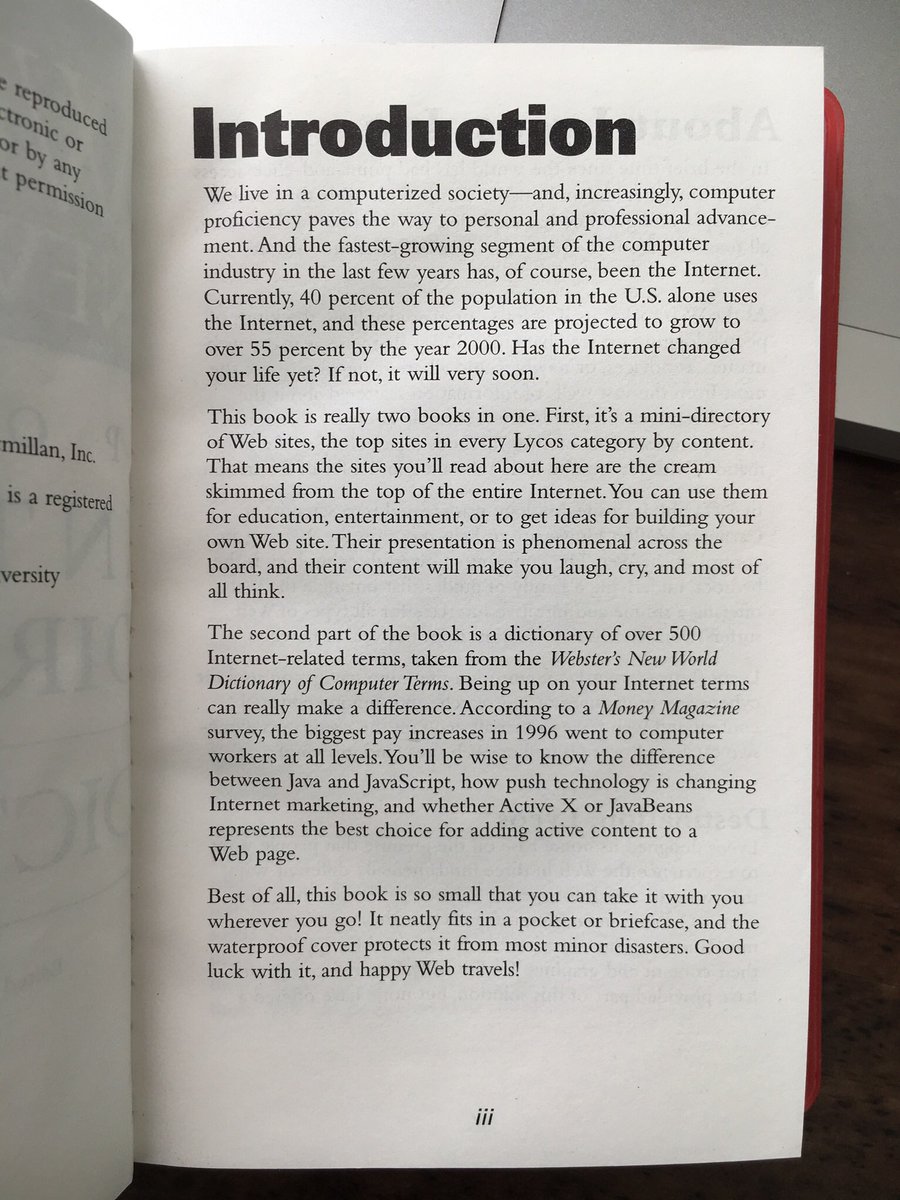 e reproduced
ctronic or
or by any
t permission
millan, Inc.
is a registered
versity
Introduction
We live in a computerized society—and, increasingly, computer
proficiency paves the way to personal and professional advance-
ment. And the fastest-growing segment of the computer
industry in the last few years has, of course, been the Internet.
Currently, 40 percent of the population in the U.S. alone uses
the Internet, and these percentages are projected to grow to
over 55 percent by the year 2000. Has the Internet changed
your life yet? If not, it will very soon.
This book is really two books in one. First, it's a mini-directory
of Web sites, the top sites in every Lycos category by content.
That means the sites you'll read about here are the cream
skimmed from the top of the entire Internet. You can use them
for education, entertainment, or to get ideas for building your
own Web site. Their presentation is phenomenal across the
board, and their content will make you laugh, cry, and most of
all think.
The second part of the book is a dictionary of over 500
Internet-related terms, taken from the Webster's New World
Dictionary of Computer Terms. Being up on your Internet terms
can really make a difference. According to a Money Magazine
survey, the biggest pay increases in 1996 went to computer
workers at all levels. You'll be wise to know the difference
between Java and JavaScript, how push technology is changing
Internet marketing, and whether Active X or JavaBeans
represents the best choice for adding active content to a
Web page.
Best of all, this book is so small that you can take it with you
wherever you go! It neatly fits in a pocket or briefcase, and the
waterproof cover protects it from most minor disasters. Good
luck with it, and happy Web travels!
iii